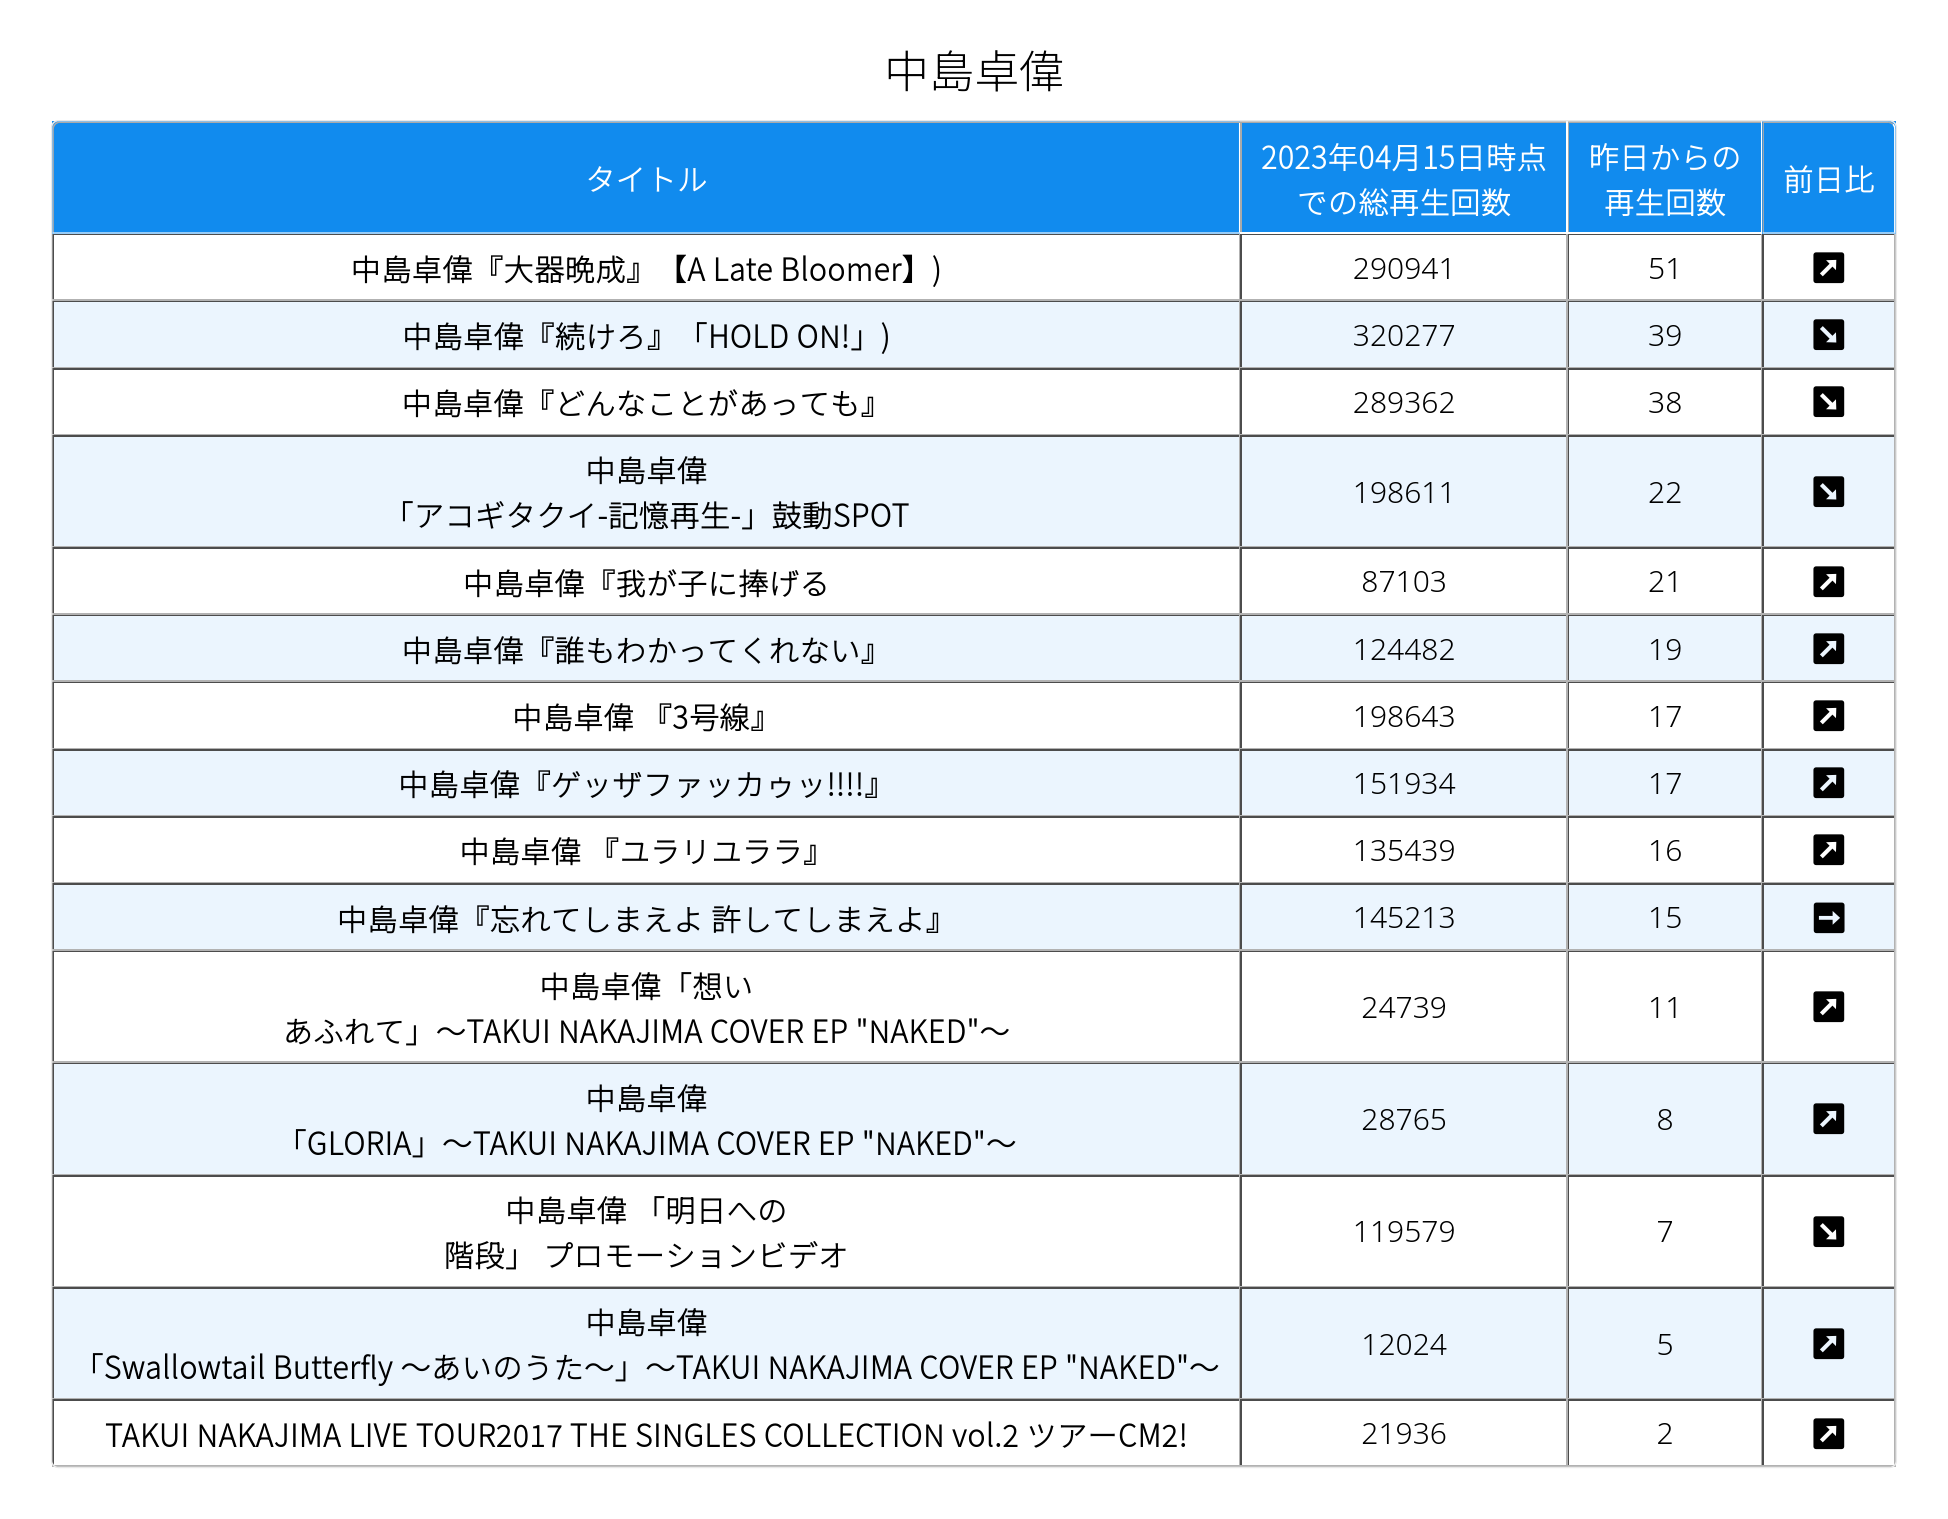 中島卓偉
タイトル
2023年04月15日時点
での総再生回数
昨日からの
再生回数
前日比
中島卓偉『大器晩成』【A Late Bloomer】)
290941
51
中島卓偉『続けろ』「HOLD ON!」)
320277
39
中島卓偉『どんなことがあっても』
289362
38
中島卓偉
「アコギタクイ-記憶再生-」鼓動SPOT
198611
22
中島卓偉『我が子に捧げる
87103
21
中島卓偉『誰もわかってくれない』
124482
19
中島卓偉 『3号線』
198643
17
中島卓偉『ゲッザファッカゥッ!!!!』
151934
17
中島卓偉 『ユラリユララ』
135439
16
中島卓偉『忘れてしまえよ 許してしまえよ』
145213
15
中島卓偉「想い
あふれて」～TAKUI NAKAJIMA COVER EP "NAKED"～
24739
11
中島卓偉
「GLORIA」～TAKUI NAKAJIMA COVER EP "NAKED"～
28765
8
中島卓偉 「明日への
階段」 プロモーションビデオ
119579
7
中島卓偉
「Swallowtail Butterfly ～あいのうた～」～TAKUI NAKAJIMA COVER EP "NAKED"～
12024
5
TAKUI NAKAJIMA LIVE TOUR2017 THE SINGLES COLLECTION vol.2 ツアーCM2!
21936
2